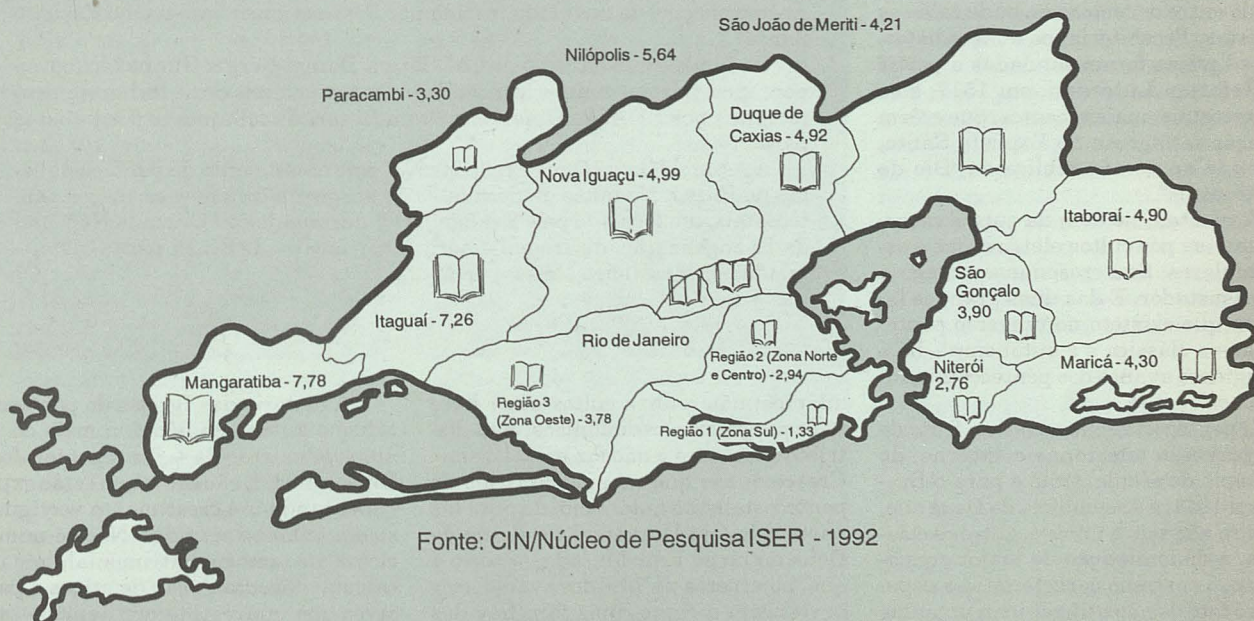 São João de Meriti - 4,21
Nilópolis - 5,64
Paracambi - 3,30
Duque de
Caxias - 4,92
Nova Iguaçu - 4,99
Itaboraí - 4,90
São
Gonçalo
3,90
Itaguaí - 7,26
Rio de Janeiro
Região 2 (Zona Norte
e Centro) - 2,94
Niterói
2,76
Maricá - 4,30
Mangaratiba - 7,78
Região 3
(Zona Oeste) - 3,78
Região 1 (Zona Sul) - 1,33
Fonte: CIN/Núcleo de Pesquisa ISER - 1992